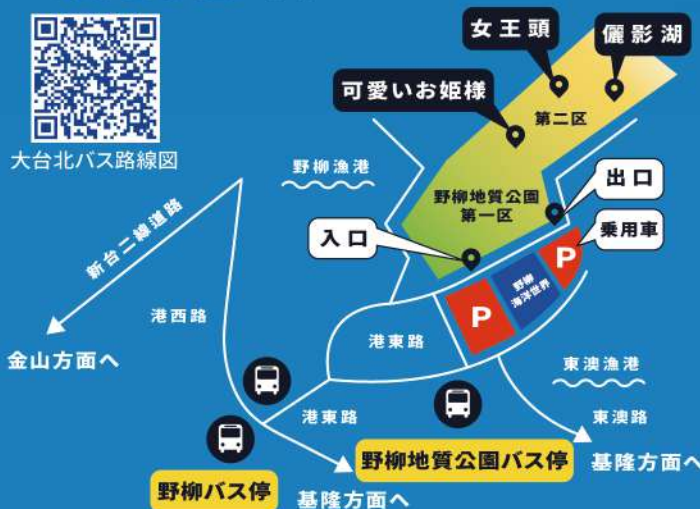 女王頭
儷影湖
可愛いお姫様
第二区
大台北バス路線図
野柳漁港
野柳地質公園
第一区
出口
入口
乗用車
P
野柳
海洋世界
P
新台二線道路
港西路
港東路
金山方面へ
東澳漁港
港東路
東澳路
野柳地質公園バス停
基隆方面へ
野柳バス停
基隆方面へ